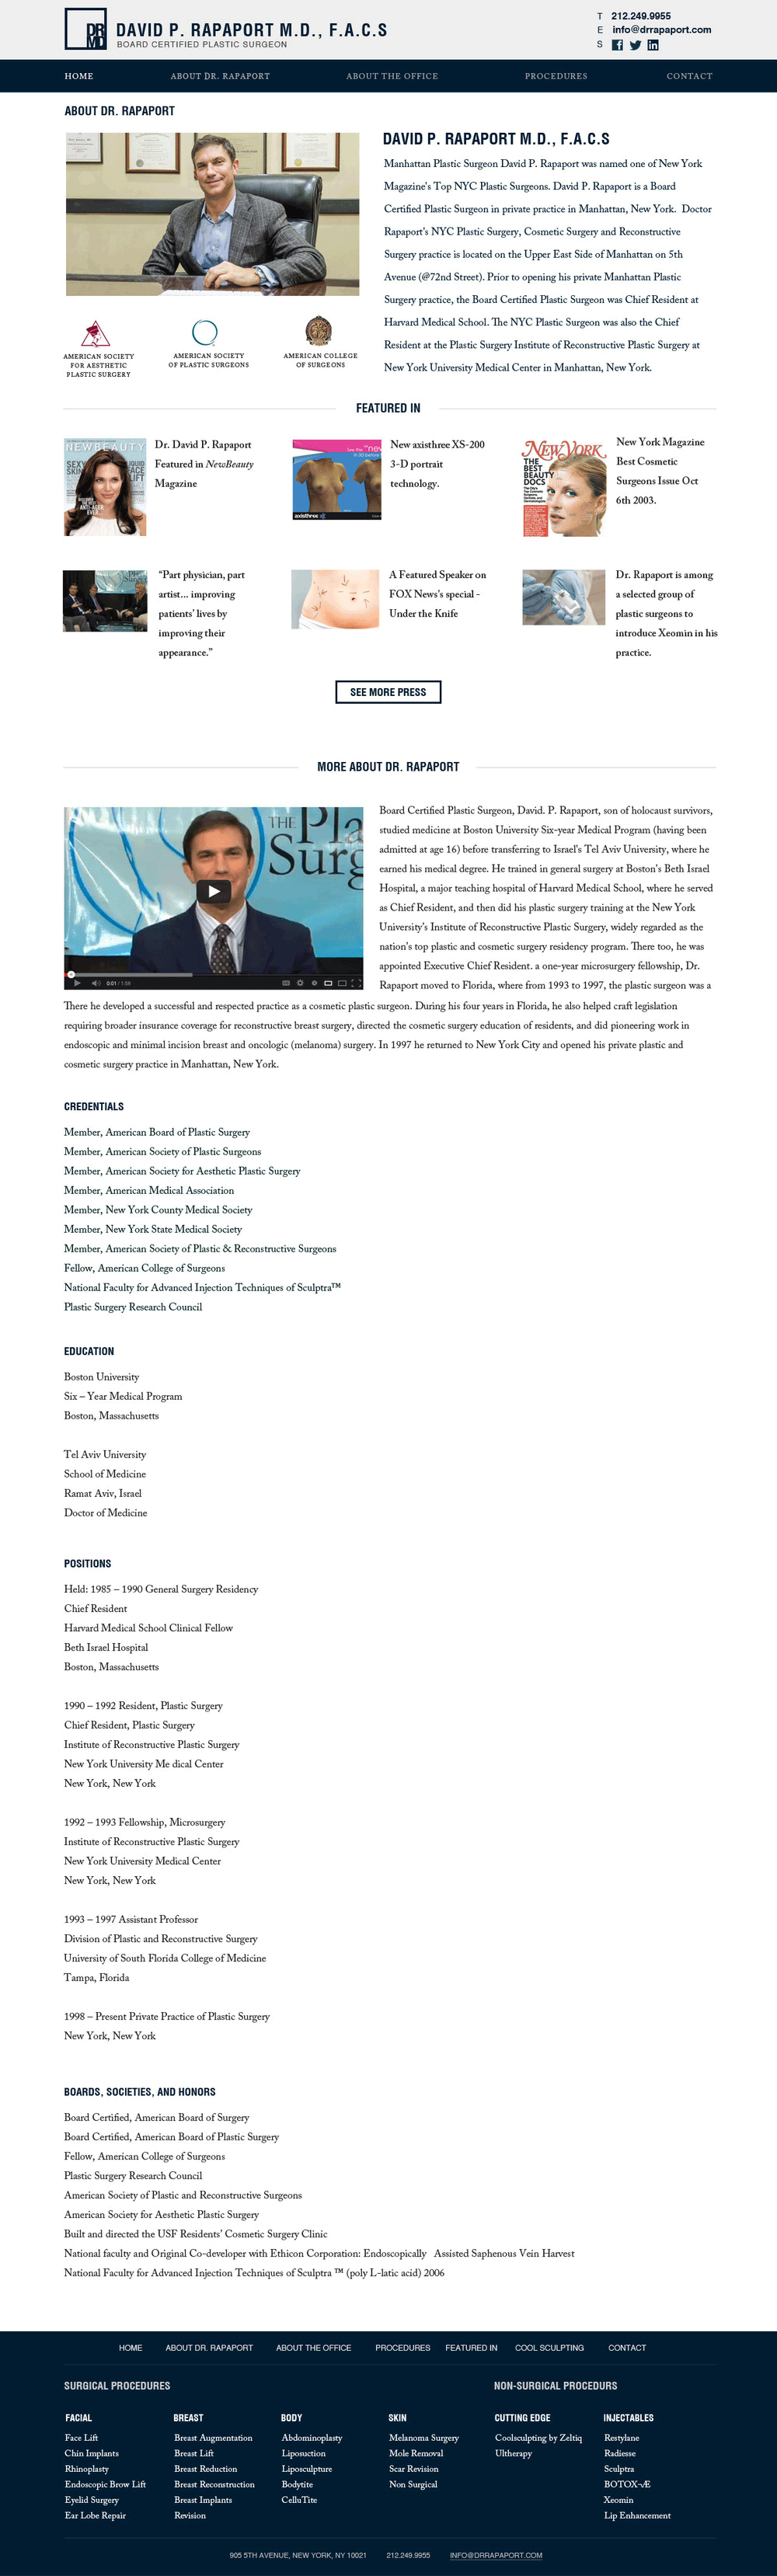 DR
MD
DAVID P. RAPAPORT M.D., F.A.C.S
BOARD CERTIFIED PLASTIC SURGEON
T 212.249.9955
E info@drrapaport.com
S
HOME ABOUT DR. RAPAPORT ABOUT THE OFFICE PROCEDURES CONTACT
ABOUT DR. RAPAPORT
AMERICAN SOCIETY
FOR AESTHETIC
PLASTIC SURGERY
AMERICAN SOCIETY
OF PLASTIC SURGEONS
AMERICAN COLLEGE
OF SURGEONS
DAVID P. RAPAPORT M.D., F.A.C.S
Manhattan Plastic Surgeon David P. Rapaport was named one of New York
Magazine's Top NYC Plastic Surgeons. David P. Rapaport is a Board
Certified Plastic Surgeon in private practice in Manhattan, New York. Doctor
Rapaport's NYC Plastic Surgery, Cosmetic Surgery and Reconstructive
Surgery practice is located on the Upper East Side of Manhattan on 5th
Avenue (@72nd Street). Prior to opening his private Manhattan Plastic
Surgery practice, the Board Certified Plastic Surgeon was Chief Resident at
Harvard Medical School. The NYC Plastic Surgeon was also the Chief
Resident at the Plastic Surgery Institute of Reconstructive Plastic Surgery at
New York University Medical Center in Manhattan, New York.
FEATURED IN
NEWBEAUTY
Dr. David P. Rapaport
Featured in NewBeauty
Magazine
axisthree
New axisthree XS-200
3-D portrait
technology.
NEW YORK
THE
BEST
BEAUTY
DOCS
New York Magazine
Best Cosmetic
Surgeons Issue Oct
6th 2003.
“Part physician, part
artist... improving
patients’ lives by
improving their
appearance.”
A Featured Speaker on
FOX News’s special -
Under the Knife
Dr. Rapaport is among
a selected group of
plastic surgeons to
introduce Xeomin in his
practice.
SEE MORE PRESS
MORE ABOUT DR. RAPAPORT
THE Pla
Surg
0:01 / 1:58
Board Certified Plastic Surgeon, David. P. Rapaport, son of holocaust survivors,
studied medicine at Boston University Six-year Medical Program (having been
admitted at age 16) before transferring to Israel's Tel Aviv University, where he
earned his medical degree. He trained in general surgery at Boston's Beth Israel
Hospital, a major teaching hospital of Harvard Medical School, where he served
as Chief Resident, and then did his plastic surgery training at the New York
University's Institute of Reconstructive Plastic Surgery, widely regarded as the
nation's top plastic and cosmetic surgery residency program. There too, he was
appointed Executive Chief Resident. a one-year microsurgery fellowship, Dr.
Rapaport moved to Florida, where from 1993 to 1997, the plastic surgeon was a
There he developed a successful and respected practice as a cosmetic plastic surgeon. During his four years in Florida, he also helped craft legislation
requiring broader insurance coverage for reconstructive breast surgery, directed the cosmetic surgery education of residents, and did pioneering work in
endoscopic and minimal incision breast and oncologic (melanoma) surgery. In 1997 he returned to New York City and opened his private plastic and
cosmetic surgery practice in Manhattan, New York.
CREDENTIALS
Member, American Board of Plastic Surgery
Member, American Society of Plastic Surgeons
Member, American Society for Aesthetic Plastic Surgery
Member, American Medical Association
Member, New York County Medical Society
Member, New York State Medical Society
Member, American Society of Plastic & Reconstructive Surgeons
Fellow, American College of Surgeons
National Faculty for Advanced Injection Techniques of Sculptra™
Plastic Surgery Research Council
EDUCATION
Boston University
Six – Year Medical Program
Boston, Massachusetts
Tel Aviv University
School of Medicine
Ramat Aviv, Israel
Doctor of Medicine
POSITIONS
Held: 1985 – 1990 General Surgery Residency
Chief Resident
Harvard Medical School Clinical Fellow
Beth Israel Hospital
Boston, Massachusetts
1990 – 1992 Resident, Plastic Surgery
Chief Resident, Plastic Surgery
Institute of Reconstructive Plastic Surgery
New York University Me dical Center
New York, New York
1992 – 1993 Fellowship, Microsurgery
Institute of Reconstructive Plastic Surgery
New York University Medical Center
New York, New York
1993 – 1997 Assistant Professor
Division of Plastic and Reconstructive Surgery
University of South Florida College of Medicine
Tampa, Florida
1998 – Present Private Practice of Plastic Surgery
New York, New York
BOARDS, SOCIETIES, AND HONORS
Board Certified, American Board of Surgery
Board Certified, American Board of Plastic Surgery
Fellow, American College of Surgeons
Plastic Surgery Research Council
American Society of Plastic and Reconstructive Surgeons
American Society for Aesthetic Plastic Surgery
Built and directed the USF Residents' Cosmetic Surgery Clinic
National faculty and Original Co-developer with Ethicon Corporation: Endoscopically Assisted Saphenous Vein Harvest
National Faculty for Advanced Injection Techniques of Sculptra ™ (poly L-latic acid) 2006
HOME ABOUT DR. RAPAPORT ABOUT THE OFFICE PROCEDURES FEATURED IN COOL SCULPTING CONTACT
SURGICAL PROCEDURES
NON-SURGICAL PROCEDURS
FACIAL
Face Lift
Chin Implants
Rhinoplasty
Endoscopic Brow Lift
Eyelid Surgery
Ear Lobe Repair
BREAST
Breast Augmentation
Breast Lift
Breast Reduction
Breast Reconstruction
Breast Implants
Revision
BODY
Abdominoplasty
Liposuction
Liposculpture
Bodytite
CelluTite
SKIN
Melanoma Surgery
Mole Removal
Scar Revision
Non Surgical
CUTTING EDGE
Coolsculpting by Zeltiq
Ultherapy
INJECTABLES
Restylane
Radiesse
Sculptra
BOTOX¬Æ
Xeomin
Lip Enhancement
905 5TH AVENUE, NEW YORK, NY 10021 212.249.9955 INFO@DRRAPAPORT.COM